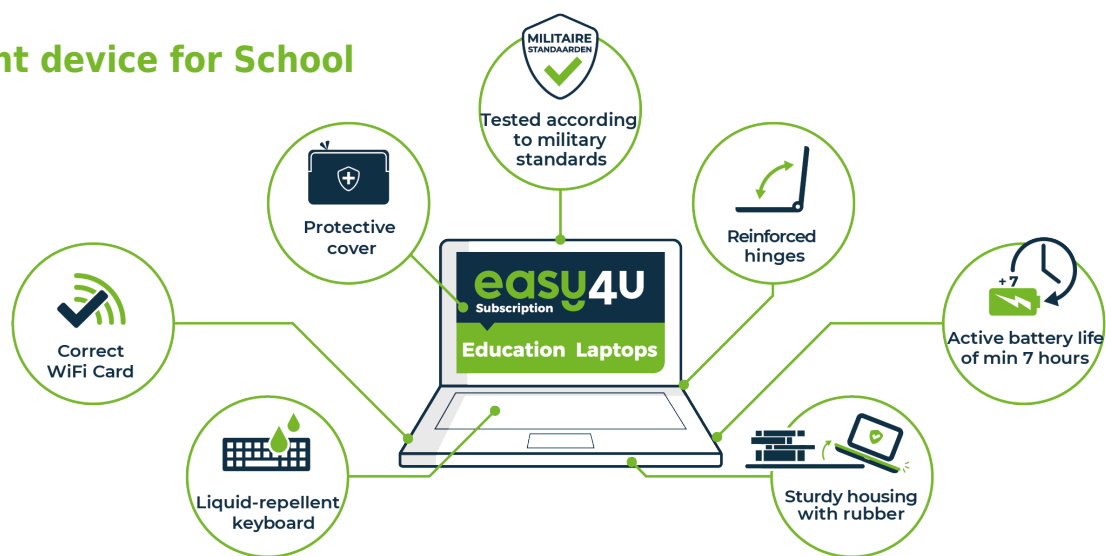 nt device for School
MILITAIRE
STANDAARDEN
Tested according
to military
standards
Protective
cover
Reinforced
hinges
easy4u
Subscription
Education Laptops
+7
Active battery life
of min 7 hours
Correct
WiFi Card
Liquid-repellent
keyboard
Sturdy housing
with rubber